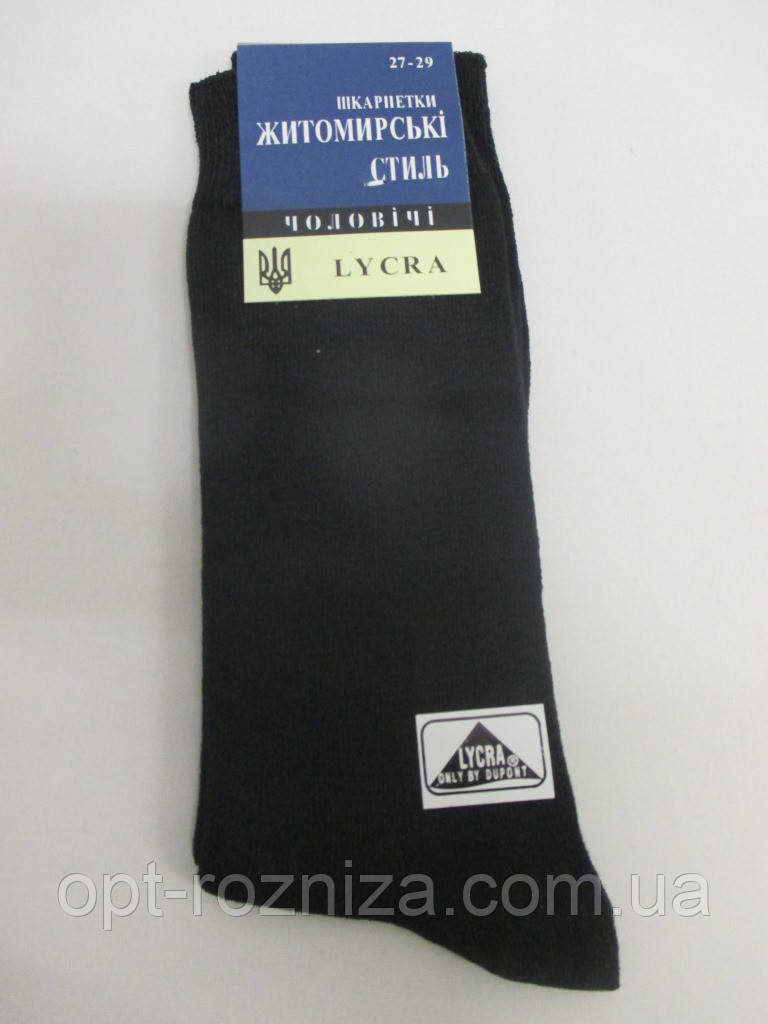 27-29
ШКАРПЕТКИ
ЖИТОМИРСЬКІ
СТИЛЬ
ЧОЛОВІЧІ
LYCRA
LYCRA®
ONLY BY DUPONT
opt-rozniza.com.ua